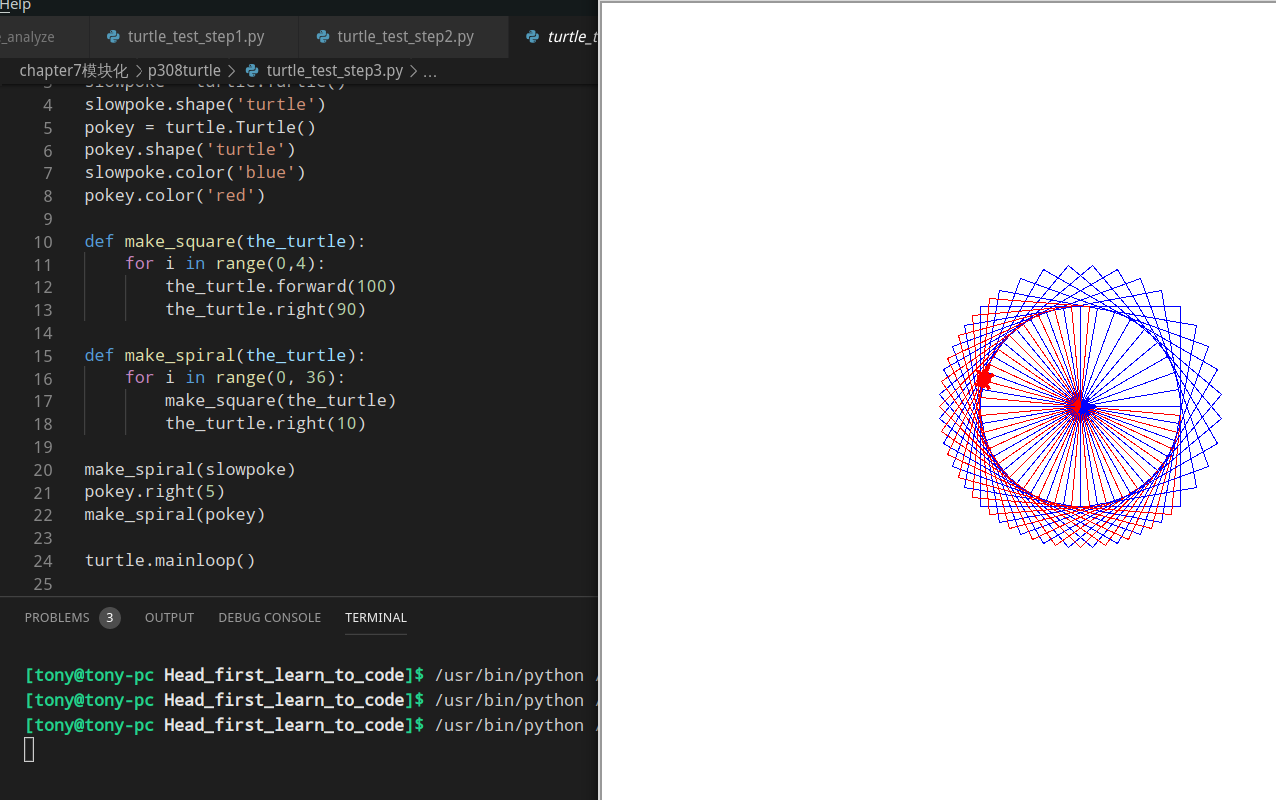 Help
e_analyze turtle_test_step1.py turtle_test_step2.py turtle_t
chapter7模块化 > p308turtle > turtle_test_step3.py > ...
3 slowpoke = turtle.Turtle()
4 slowpoke.shape('turtle')
5 pokey = turtle.Turtle()
6 pokey.shape('turtle')
7 slowpoke.color('blue')
8 pokey.color('red')
9
10 def make_square(the_turtle):
11 for i in range(0,4):
12 the_turtle.forward(100)
13 the_turtle.right(90)
14
15 def make_spiral(the_turtle):
16 for i in range(0, 36):
17 make_square(the_turtle)
18 the_turtle.right(10)
19
20 make_spiral(slowpoke)
21 pokey.right(5)
22 make_spiral(pokey)
23
24 turtle.mainloop()
25
PROBLEMS 3 OUTPUT DEBUG CONSOLE TERMINAL
[tony@tony-pc Head_first_learn_to_code]$ /usr/bin/python /
[tony@tony-pc Head_first_learn_to_code]$ /usr/bin/python /
[tony@tony-pc Head_first_learn_to_code]$ /usr/bin/python /